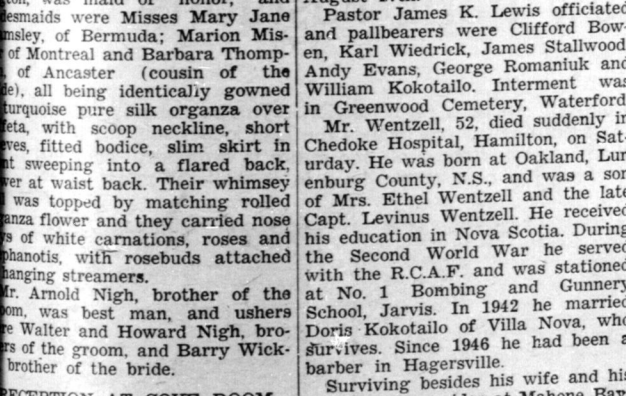 was maid of honor, and
desmaids were Misses Mary Jane
msley, of Bermuda; Marion Mis-
of Montreal and Barbara Thomp-
, of Ancaster (cousin of the
de), all being identically gowned
turquoise pure silk organza over
feta, with scoop neckline, short
eves, fitted bodice, slim skirt in
nt sweeping into a flared back,
wer at waist back. Their whimsey
was topped by matching rolled
anza flower and they carried nose
ys of white carnations, roses and
phanotis, with rosebuds attached
hanging streamers.
Mr. Arnold Nigh, brother of the
oom, was best man, and ushers
re Walter and Howard Nigh, bro-
ers of the groom, and Barry Wick-
brother of the bride.
Pastor James K. Lewis officiated
and pallbearers were Clifford Bow-
en, Karl Wiedrick, James Stallwood
Andy Evans, George Romaniuk and
William Kokotailo. Interment was
in Greenwood Cemetery, Waterford
Mr. Wentzell, 52, died suddenly in
Chedoke Hospital, Hamilton, on Sat-
urday. He was born at Oakland, Lun
enburg County, N.S., and was a son
of Mrs. Ethel Wentzell and the late
Capt. Levinus Wentzell. He received
his education in Nova Scotia. During
the Second World War he served
with the R.C.A.F. and was stationed
at No. 1 Bombing and Gunnery
School, Jarvis. In 1942 he married
Doris Kokotailo of Villa Nova, who
survives. Since 1946 he had been a
barber in Hagersville.
Surviving besides his wife and his